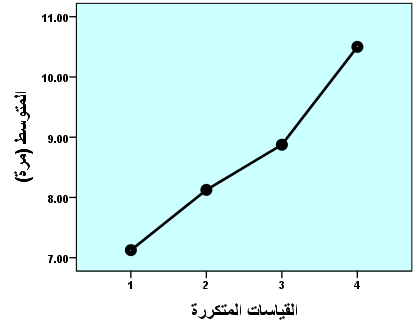 11.00
10.00
9.00
8.00
7.00
المتوسط (مرة)
1 2 3 4
القياسات المتكررة